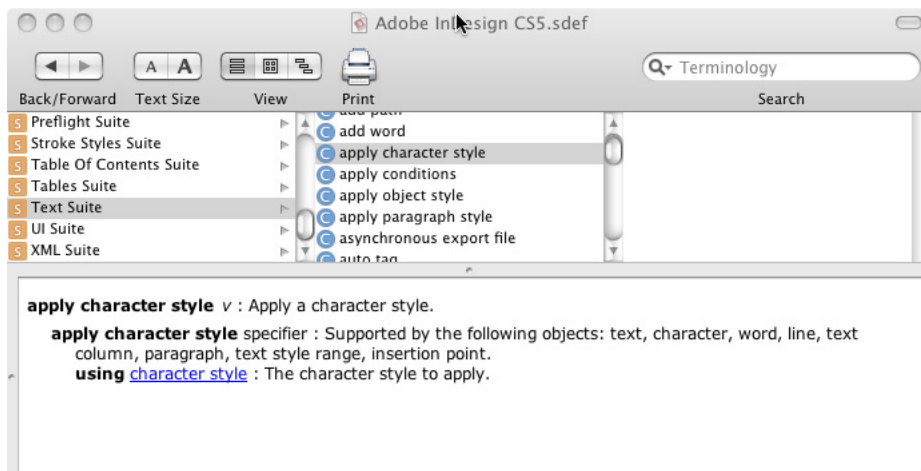 Adobe InDesign CS5.sdef
A A
Terminology
Back/Forward Text Size View Print Search
S Preflight Suite
S Stroke Styles Suite
S Table Of Contents Suite
S Tables Suite
S Text Suite
S UI Suite
S XML Suite
C add path
C add word
C apply character style
C apply conditions
C apply object style
C apply paragraph style
C asynchronous export file
C auto tag
apply character style v : Apply a character style.
apply character style specifier : Supported by the following objects: text, character, word, line, text
column, paragraph, text style range, insertion point.
using character style : The character style to apply.